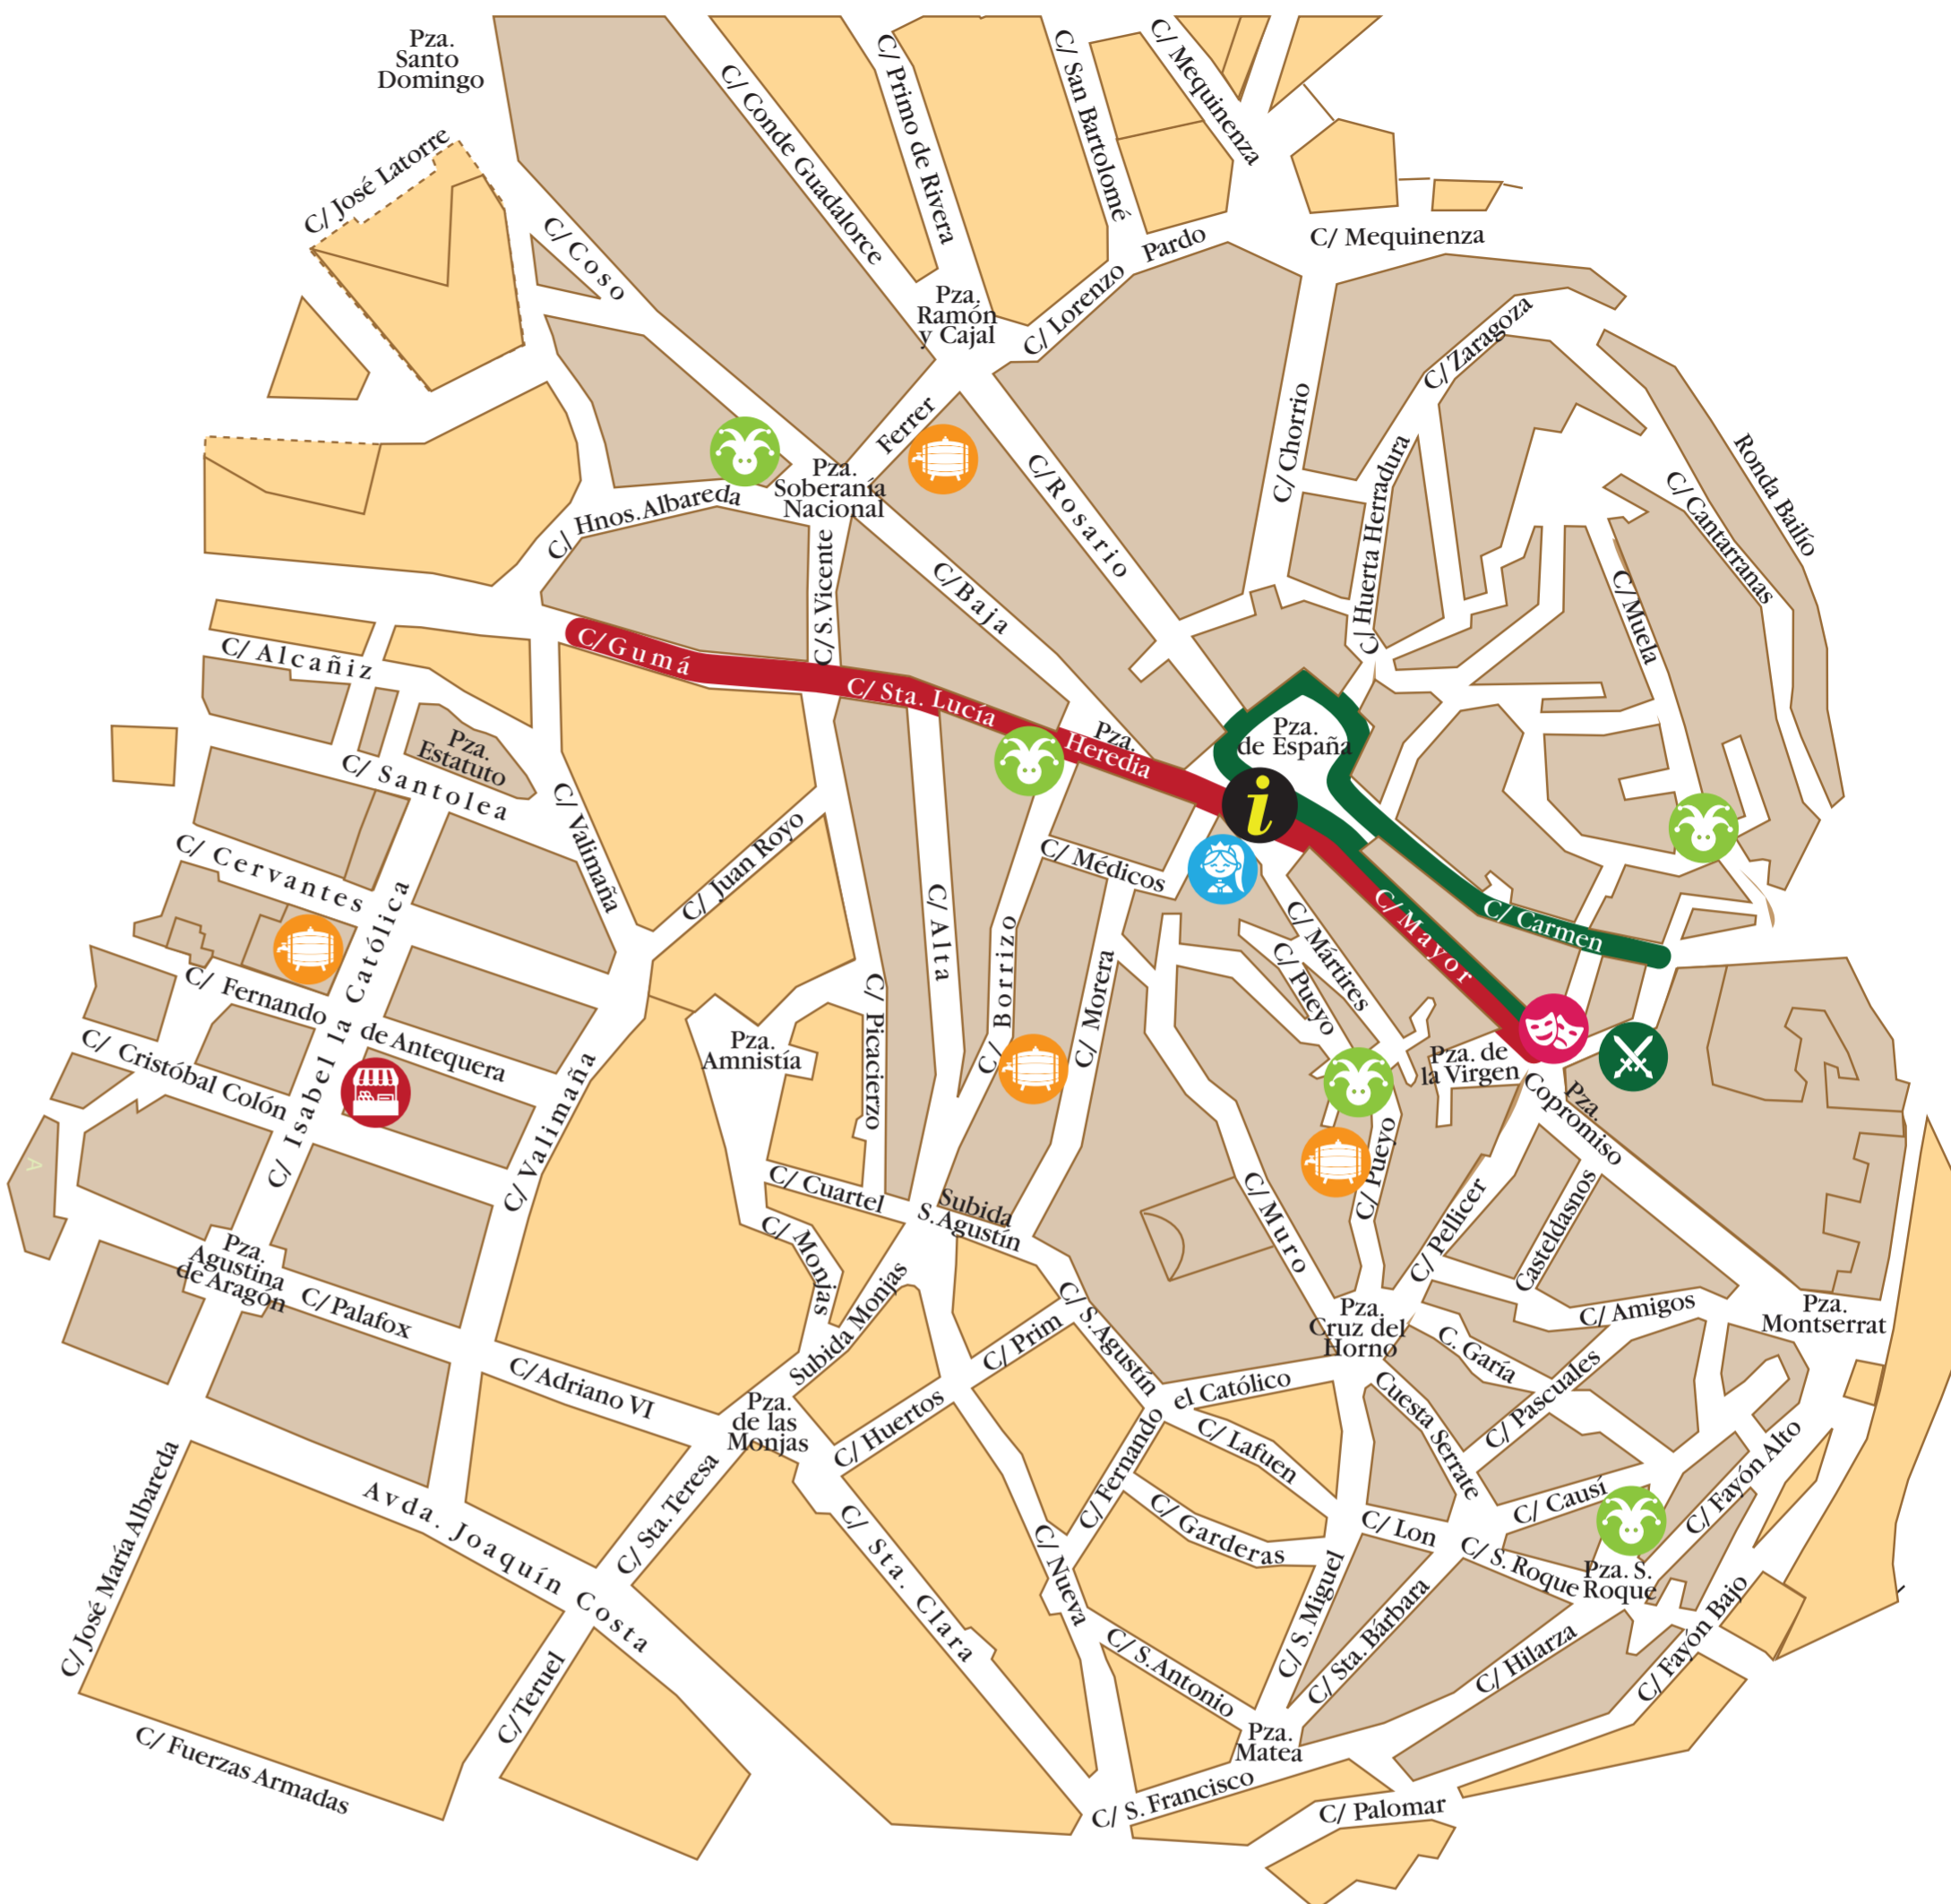 Pza.
Santo
Domingo
C/ Conde Guadalorce
C/ Primo de Rivera
C/ San Bartolomé
C/ Mequinenza
C/ José Latorre
C/ Coso
Pza.
Ramón
y Cajal
C/ Lorenzo Pardo
C/ Mequinenza
C/ Zaragoza
Ferrer
Pza.
Soberanía
Nacional
C/ Hnos. Albareda
C/ Rosario
C/ Chorrio
C/ Huerta Herradura
Ronda Bailío
C/ Cantarranas
C/ Muela
C/ S. Vicente
C/ Baja
C/ Gumá
C/ Sta. Lucía
Pza.
Heredia
Pza.
de España
i
C/ Alcañiz
Pza.
Estatuto
C/ Santolea
C/ Valimaña
C/ Juan Royo
C/ Cervantes
C/ Médicos
C/ Alta
C/ Borrizo
C/ Morera
C/ Mártires
C/ Pueyo
C/ Mayor
C/ Carmen
C/ Fernando
de Antequera
C/ Isabel la Católica
C/ Cristóbal Colón
C/ Valimaña
Pza.
Amnistía
C/ Picacierzo
Pza. de
la Virgen
Pza.
Copromiso
A
C/ Cuartel
Subida
S. Agustín
C/ Monjas
Subida Monjas
C/ Muro
C/ Pueyo
C/ Pellicer
Casteldasnos
Pza.
Agustina
de Aragón
C/ Palafox
C/ Adriano VI
Pza.
de las
Monjas
C/ Prim
C/ Huertos
C/ S. Agustín
Pza.
Cruz del
Horno
C/ Amigos
Pza.
Montserrat
C. Garía
C/ Pascuales
Cuesta Serrate
C/ Fernando
el Católico
C/ Lafuen
C/ Garderas
C/ Lon
C/ Causí
C/ Fayón Alto
C/ S. Roque
Pza. S.
Roque
C/ Fayón Bajo
C/ José María Albareda
Avda. Joaquín Costa
C/ Sta. Teresa
C/ Sta. Clara
C/ Nueva
C/ S. Antonio
C/ S. Miguel
C/ Sta. Bárbara
C/ Hilarza
C/ Teruel
C/ Fuerzas Armadas
Pza.
Matea
C/ S. Francisco
C/ Palomar